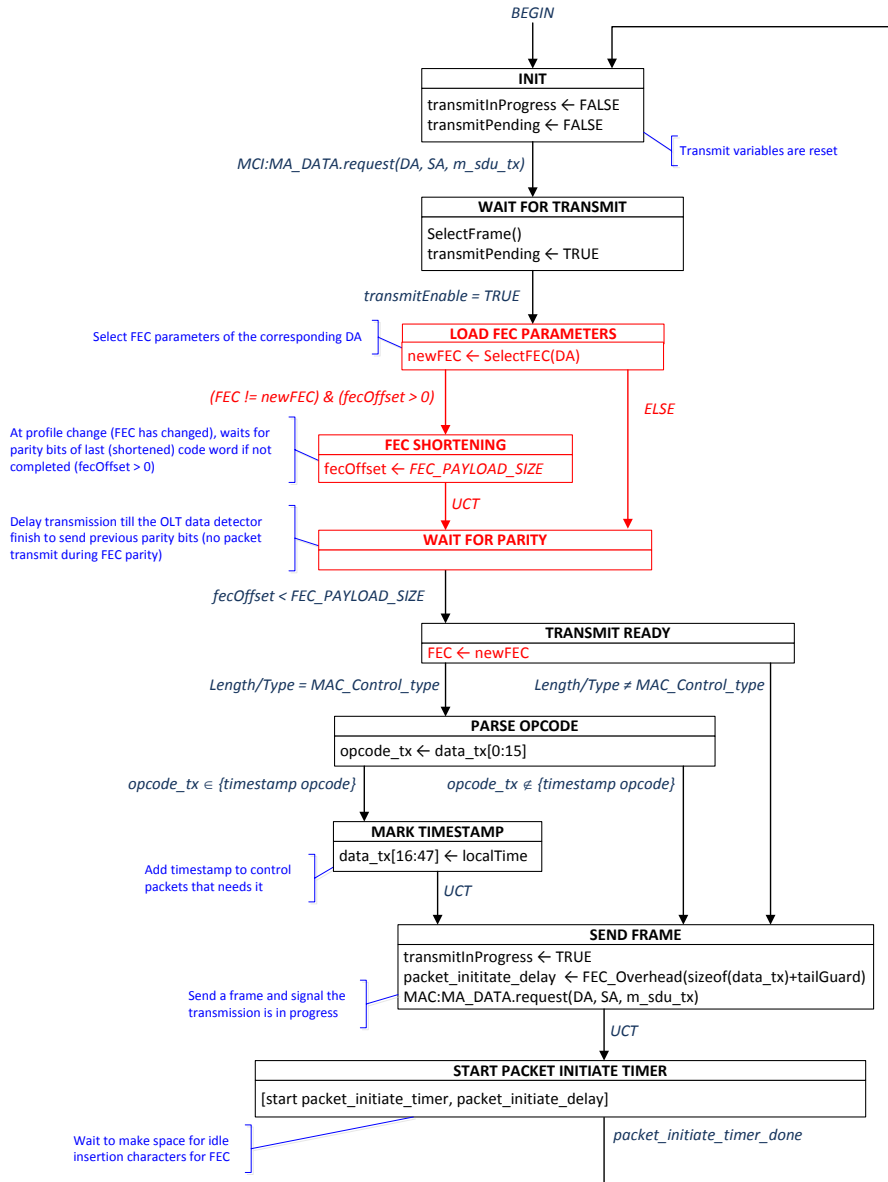 BEGIN
INIT
transmitInProgress ← FALSE
transmitPending ← FALSE
Transmit variables are reset
MCI:MA_DATA.request(DA, SA, m_sdu_tx)
WAIT FOR TRANSMIT
SelectFrame()
transmitPending ← TRUE
transmitEnable = TRUE
Select FEC parameters of the corresponding DA
LOAD FEC PARAMETERS
newFEC ← SelectFEC(DA)
(FEC != newFEC) & (fecOffset > 0)
ELSE
At profile change (FEC has changed), waits for
parity bits of last (shortened) code word if not
completed (fecOffset > 0)
FEC SHORTENING
fecOffset ← FEC_PAYLOAD_SIZE
UCT
Delay transmission till the OLT data detector
finish to send previous parity bits (no packet
transmit during FEC parity)
WAIT FOR PARITY
fecOffset < FEC_PAYLOAD_SIZE
TRANSMIT READY
FEC ← newFEC
Length/Type = MAC_Control_type
Length/Type ≠ MAC_Control_type
PARSE OPCODE
opcode_tx ← data_tx[0:15]
opcode_tx ∈ {timestamp opcode}
opcode_tx ∉ {timestamp opcode}
MARK TIMESTAMP
data_tx[16:47] ← localTime
Add timestamp to control
packets that needs it
UCT
SEND FRAME
transmitInProgress ← TRUE
packet_inititate_delay ← FEC_Overhead(sizeof(data_tx)+tailGuard)
MAC:MA_DATA.request(DA, SA, m_sdu_tx)
Send a frame and signal the
transmission is in progress
UCT
START PACKET INITIATE TIMER
[start packet_initiate_timer, packet_initiate_delay]
Wait to make space for idle
insertion characters for FEC
packet_initiate_timer_done